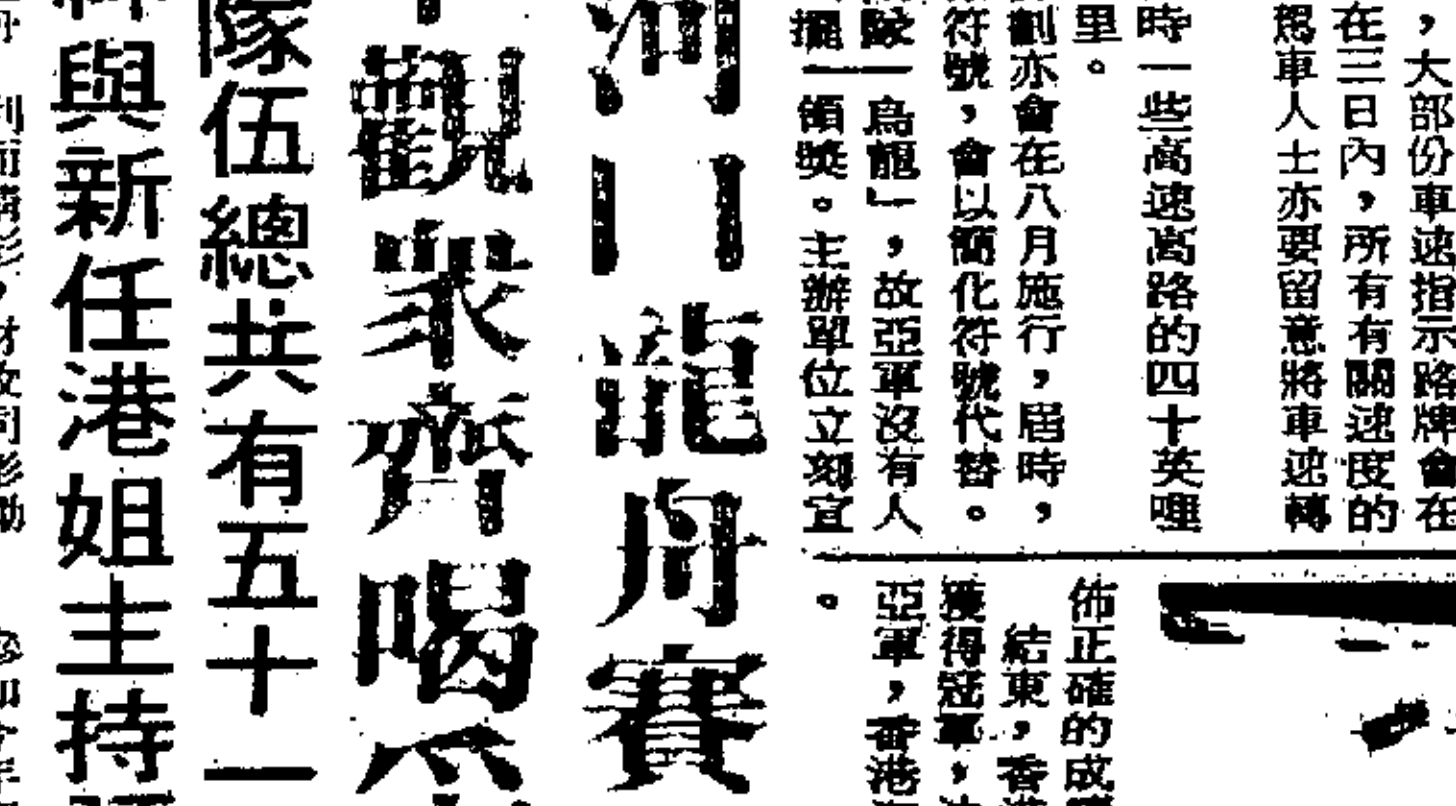 ，大部份車速指示路牌會在
在三日內，所有有關速度的
駕車人士亦要留意將車速轉
時一些高速高路的四十英哩
里。
劃亦會在八月施行，屆時，
符號，會以簡化符號代替。
隊一烏龍」，故亞軍沒有人
擺一領獎。主辦單位立刻宣
佈正確的成
結束，香港
獲得冠軍，
亞軍，香港
。
河口龍舟賽
觀衆齊喝
隊伍總共有五十一
與新任港姐主持